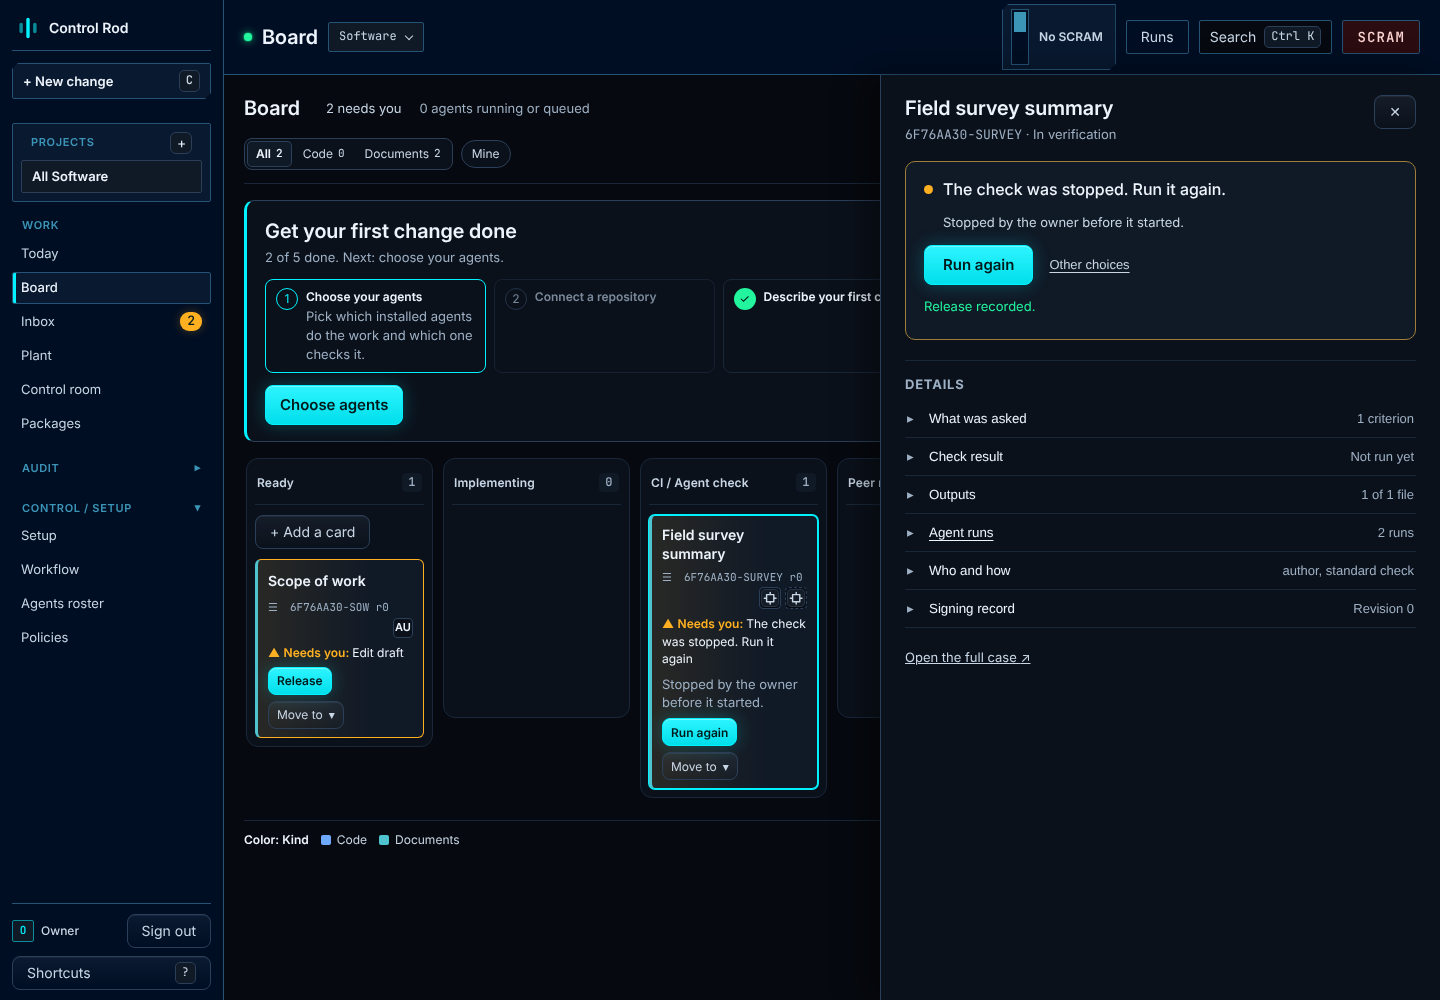 Control Rod
+ New change
C
PROJECTS
+
All Software
WORK
Today
Board
Inbox
2
Plant
Control room
Packages
AUDIT
CONTROL / SETUP
Setup
Workflow
Agents roster
Policies
O
Owner
Sign out
Shortcuts
?
Board
Software
No SCRAM
Runs
Search
Ctrl K
SCRAM
Board
2 needs you
0 agents running or queued
All 2
Code 0
Documents 2
Mine
Get your first change done
2 of 5 done. Next: choose your agents.
1
Choose your agents
Pick which installed agents
do the work and which one
checks it.
2
Connect a repository
Describe your first c
Choose agents
Ready
1
+ Add a card
Scope of work
6F76AA30-SOW r0
AU
Needs you: Edit draft
Release
Move to
Implementing
0
CI / Agent check
1
Field survey
summary
6F76AA30-SURVEY r0
Needs you: The check
was stopped. Run it
again
Stopped by the owner
before it started.
Run again
Move to
Peer
Color: Kind
Code
Documents
Field survey summary
6F76AA30-SURVEY · In verification
×
The check was stopped. Run it again.
Stopped by the owner before it started.
Run again
Other choices
Release recorded.
DETAILS
What was asked
1 criterion
Check result
Not run yet
Outputs
1 of 1 file
Agent runs
2 runs
Who and how
author, standard check
Signing record
Revision 0
Open the full case ↗